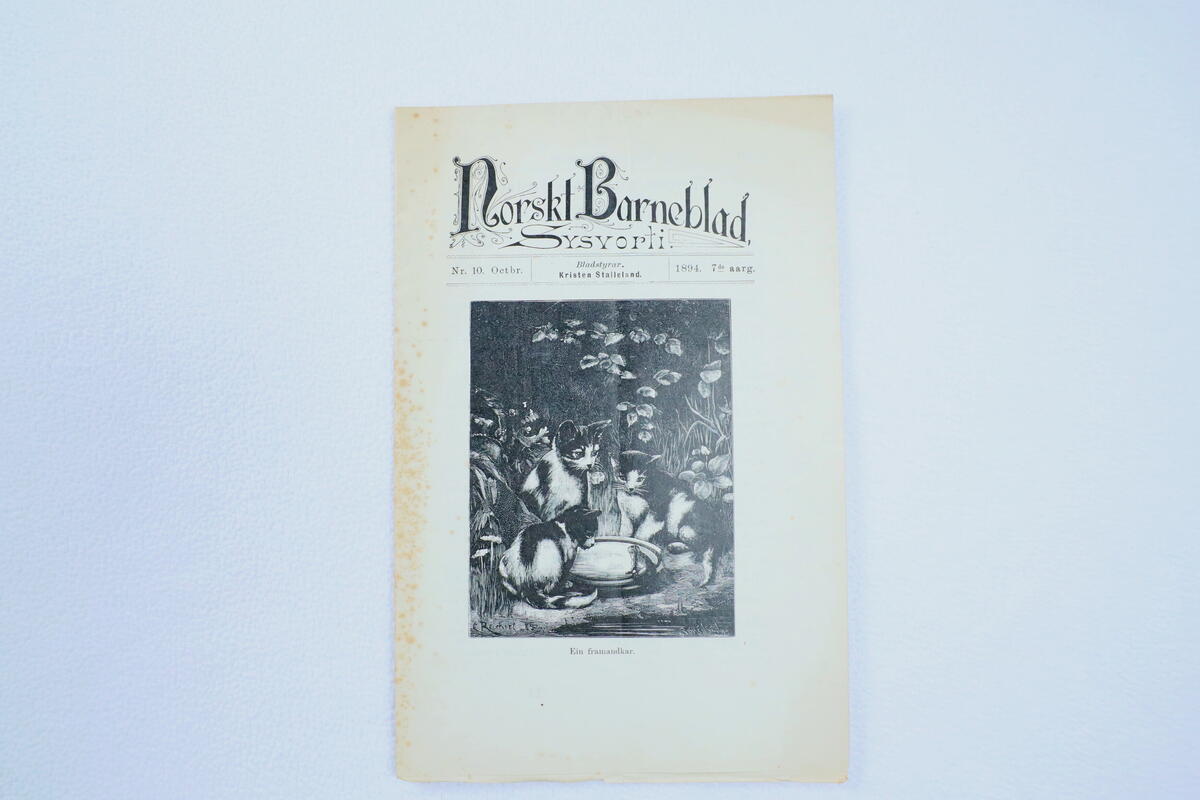 Norskt Barneblad,
Sysvorti.
Nr. 10. Octbr.
Bladstyrar.
Kristen Stalleland.
1894. 7de aarg.
Ein framandkar.